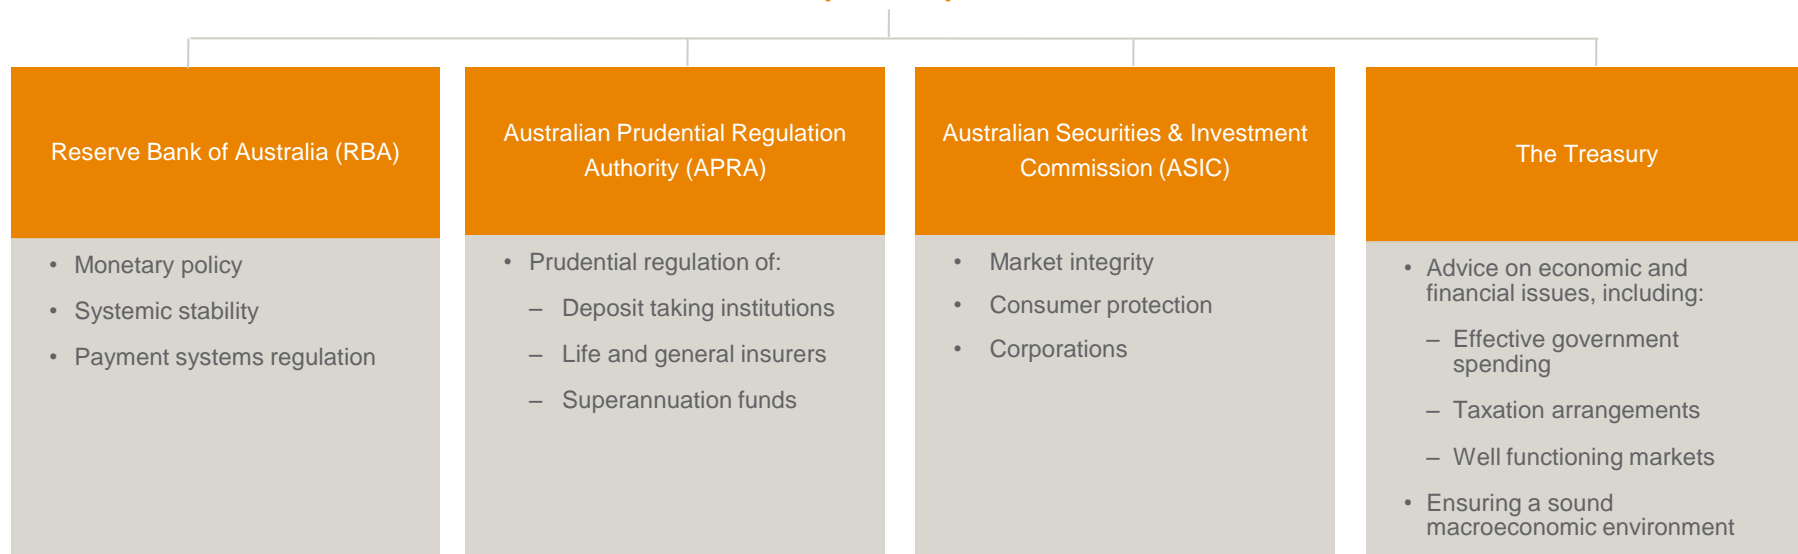 Reserve Bank of Australia (RBA)
• Monetary policy
• Systemic stability
• Payment systems regulation
Australian Prudential Regulation
Authority (APRA)
• Prudential regulation of:
– Deposit taking institutions
– Life and general insurers
– Superannuation funds
Australian Securities & Investment
Commission (ASIC)
• Market integrity
• Consumer protection
• Corporations
The Treasury
• Advice on economic and
financial issues, including:
– Effective government
spending
– Taxation arrangements
– Well functioning markets
• Ensuring a sound
macroeconomic environment